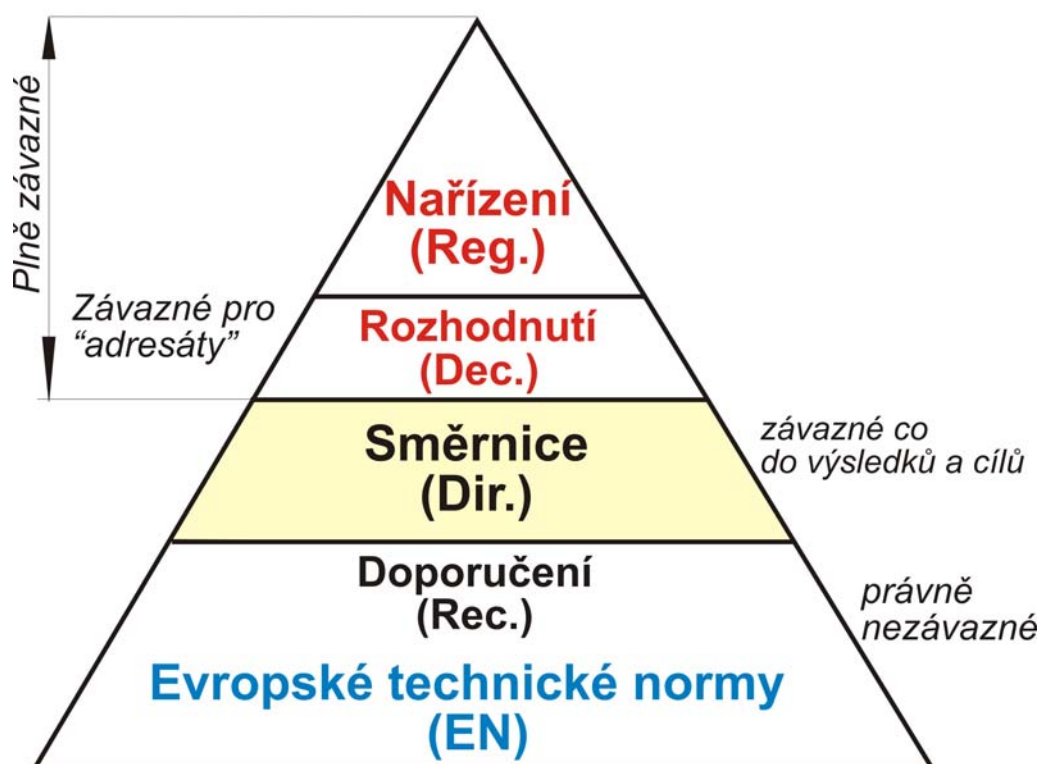 Plně závazné
Nařízení
(Reg.)
Závazné pro
“adresáty”
Rozhodnutí
(Dec.)
Směrnice
(Dir.)
závazné co
do výsledků a cílů
Doporučení
(Rec.)
právně
nezávazné
Evropské technické normy
(EN)